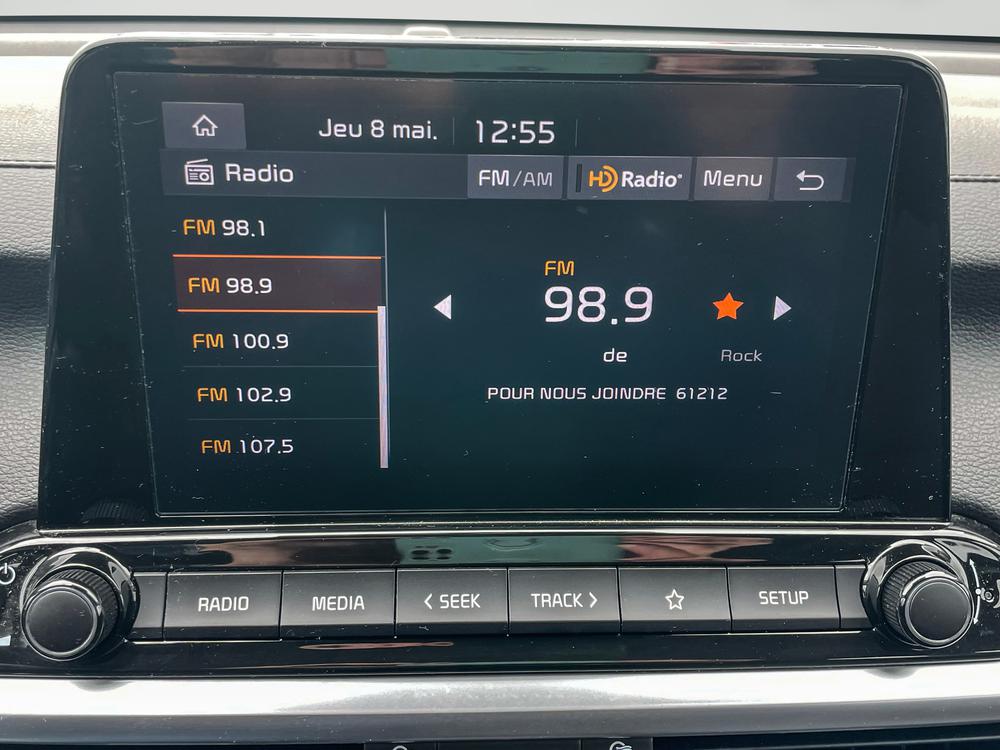 Jeu 8 mai. 12:55
Radio FM/AM HD Radio® Menu
FM 98.1
FM 98.9
FM 100.9
FM 102.9
FM 107.5
FM
98.9
de Rock
POUR NOUS JOINDRE 61212
RADIO MEDIA < SEEK TRACK > SETUP